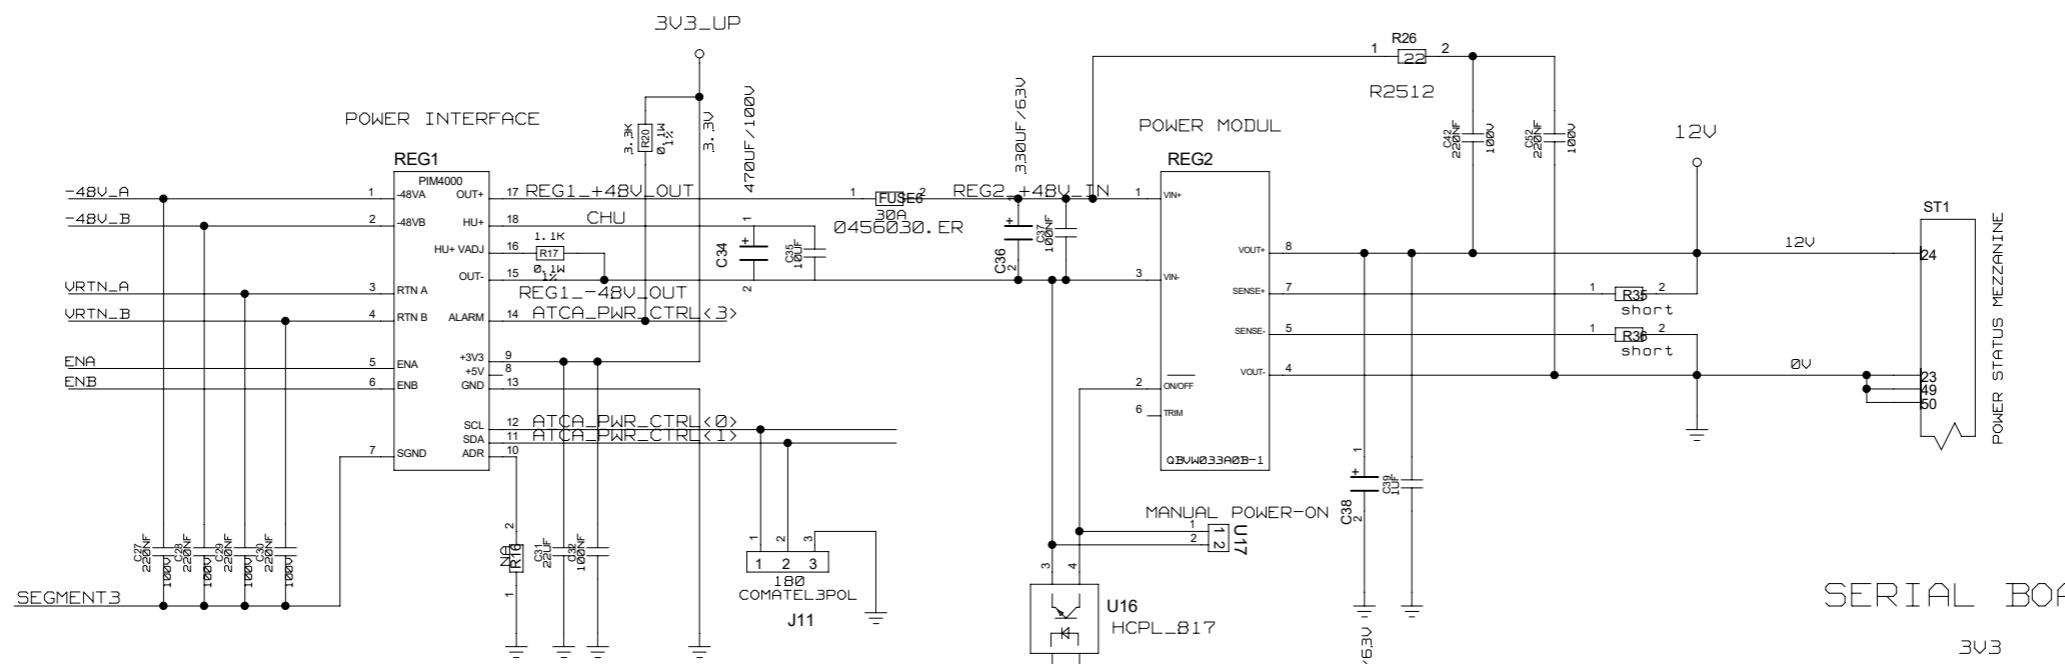 3V3_UP
R26
1 22 2
R2512
POWER INTERFACE
3.3K
R20
0.1W
1%
3.3V
470UF/100V
330UF/63V
POWER MODUL
C42
220NF
100V
C52
220NF
100V
12V
REG1
PIM4000
REG2
-48V_A
1 -48VA OUT+ 17
REG1_+48V_OUT
1 FUSE6 2
30A
0456030.ER
REG2_+48V_IN
1 VIN+
-48V_B
2 -48VB HU+ 18
CHU
HU+ VADJ 16
1.1K
R17
0.1W
1%
OUT- 15
REG1_-48V_OUT
1
C34
2
C35
10UF
1
C36
2
C37
100NF
3 VIN-
VOUT+ 8
12V
ST1
24
POWER STATUS MEZZANINE
VRTN_A
3 RTN A
VRTN_B
4 RTN B ALARM 14
ATCA_PWR_CTRL<3>
SENSE+ 7
1 R35 2
short
SENSE- 5
1 R36 2
short
ENA
5 ENA
+3V3 9
+5V 8
ENB
6 ENB GND 13
2 ON/OFF
VOUT- 4
0V
23
49
50
6 TRIM
SCL 12
ATCA_PWR_CTRL<0>
SDA 11
ATCA_PWR_CTRL<1>
7 SGND ADR 10
QBVW033A0B-1
1
C38
2
C39
1UF
MANUAL POWER-ON
1
2
1 2
U17
C27
220NF
100V
C28
220NF
100V
C29
220NF
100V
C30
220NF
100V
2
NA
R16
1
C31
22UF
C32
100NF
1 2 3
1 2 3
180
COMATEL3POL
J11
SEGMENT3
3 4
U16
HCPL_817
/63V
SERIAL BOA
3V3